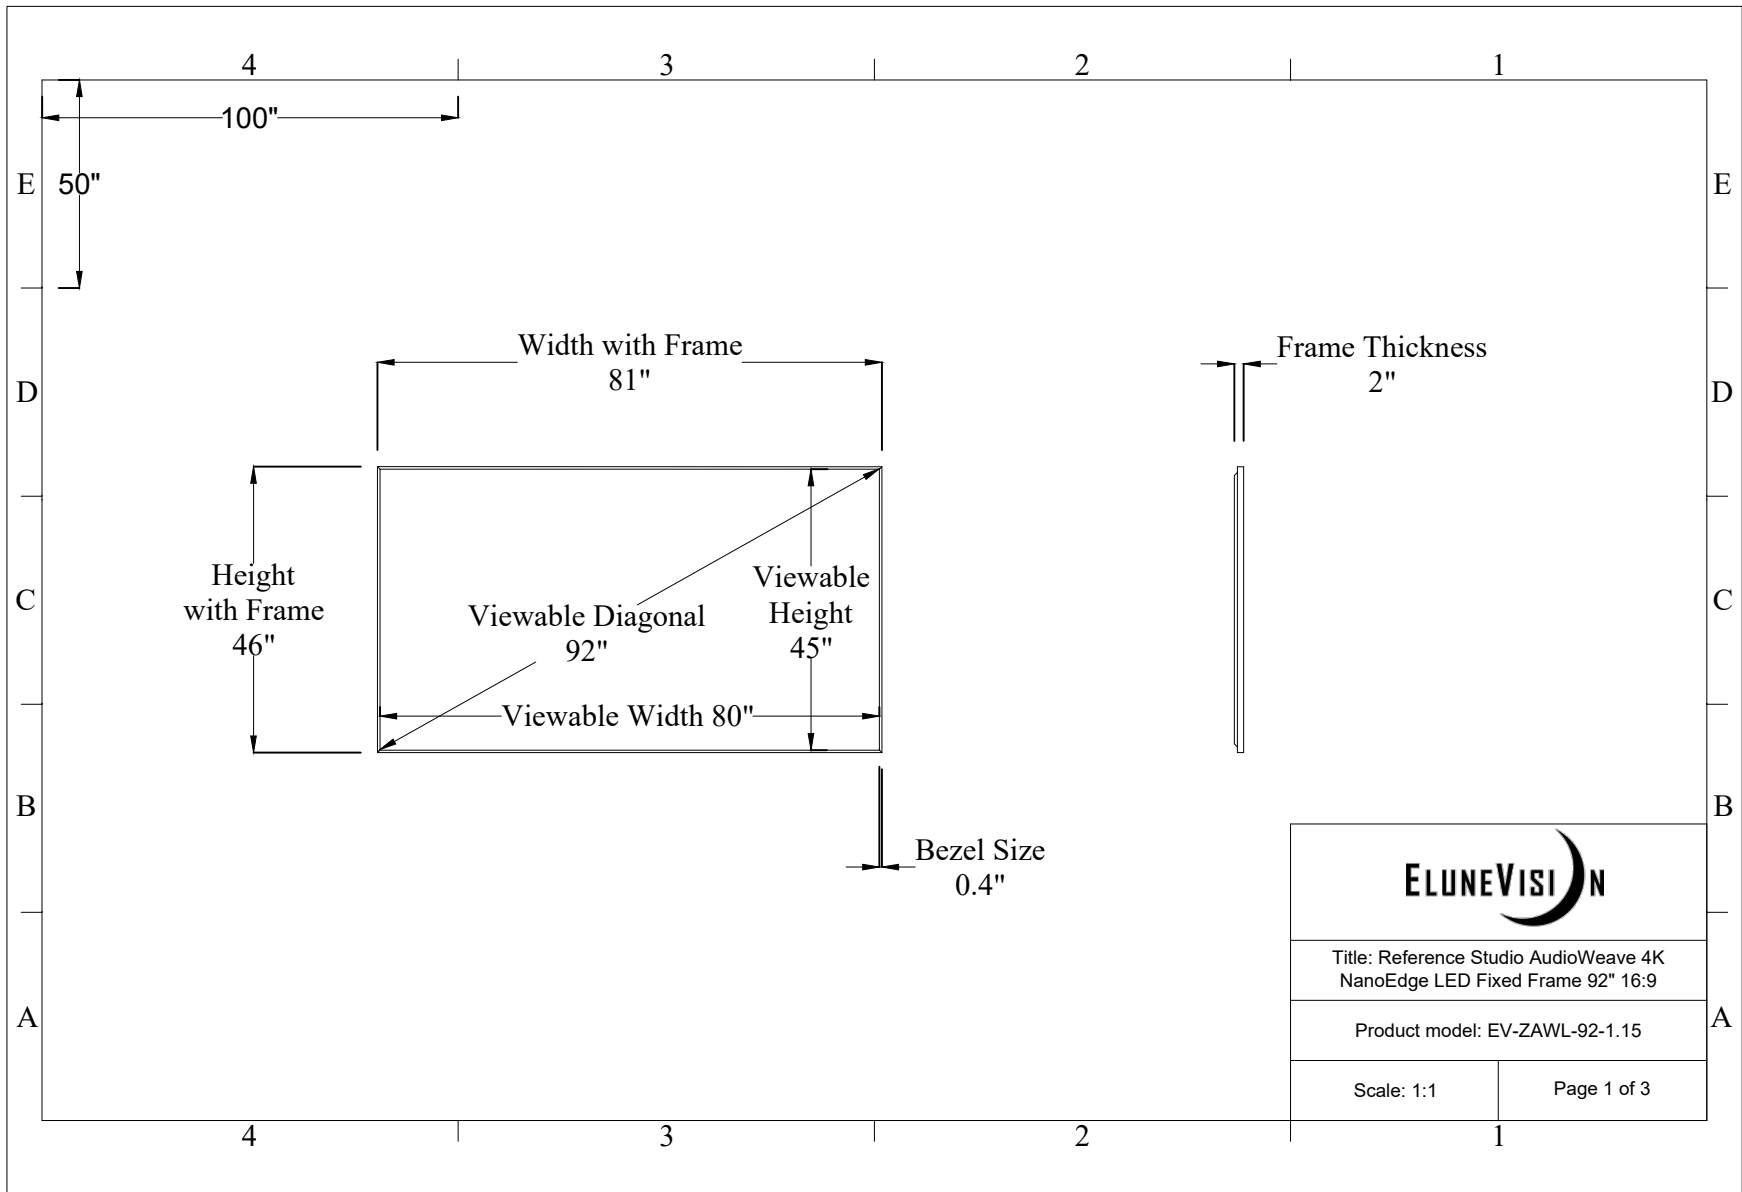 4 3 2 1
100"
E 50" E
Width with Frame
81"
Frame Thickness
2"
D D
Height
with Frame
46"
Viewable Diagonal
92"
Viewable
Height
45"
C C
Viewable Width 80"
Bezel Size
0.4"
B B
ELUNEVISION
Title: Reference Studio AudioWeave 4K
NanoEdge LED Fixed Frame 92" 16:9
Product model: EV-ZAWL-92-1.15
A A
Scale: 1:1
Page 1 of 3
4 3 2 1